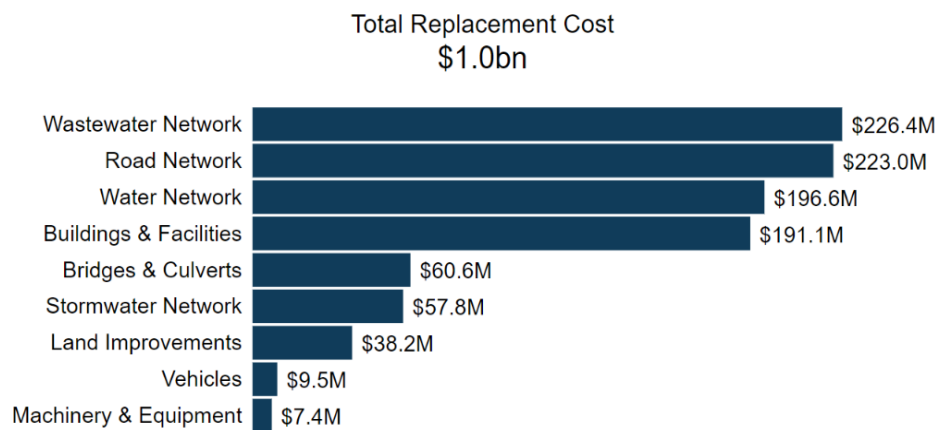 Total Replacement Cost
$1.0bn
Wastewater Network $226.4M
Road Network $223.0M
Water Network $196.6M
Buildings & Facilities $191.1M
Bridges & Culverts $60.6M
Stormwater Network $57.8M
Land Improvements $38.2M
Vehicles $9.5M
Machinery & Equipment $7.4M